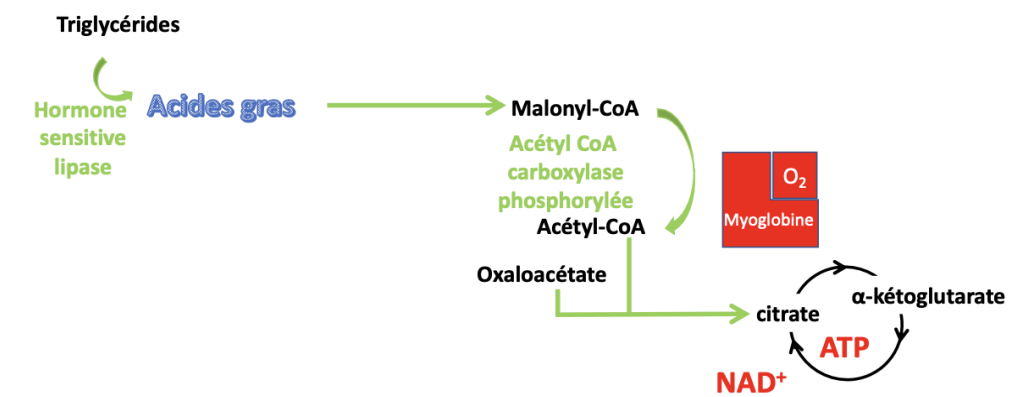 Triglycérides
Hormone
sensitive
lipase
Acides gras
Malonyl-CoA
Acétyl CoA
carboxylase
phosphorylée
Acétyl-CoA
Oxaloacétate
O₂
Myoglobine
citrate
α-kétoglutarate
ATP
NAD⁺